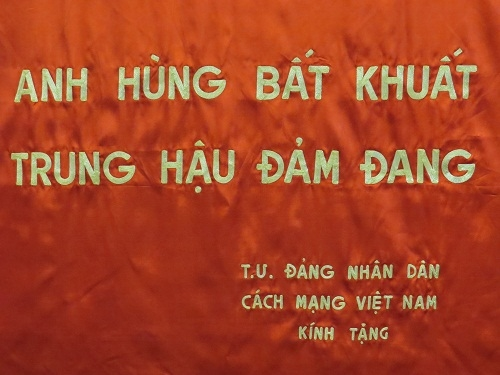 ANH HÙNG BẤT KHUẤT
TRUNG HẬU ĐẢM ĐANG
T.Ư. ĐẢNG NHÂN DÂN
CÁCH MẠNG VIỆT NAM
KÍNH TẶNG